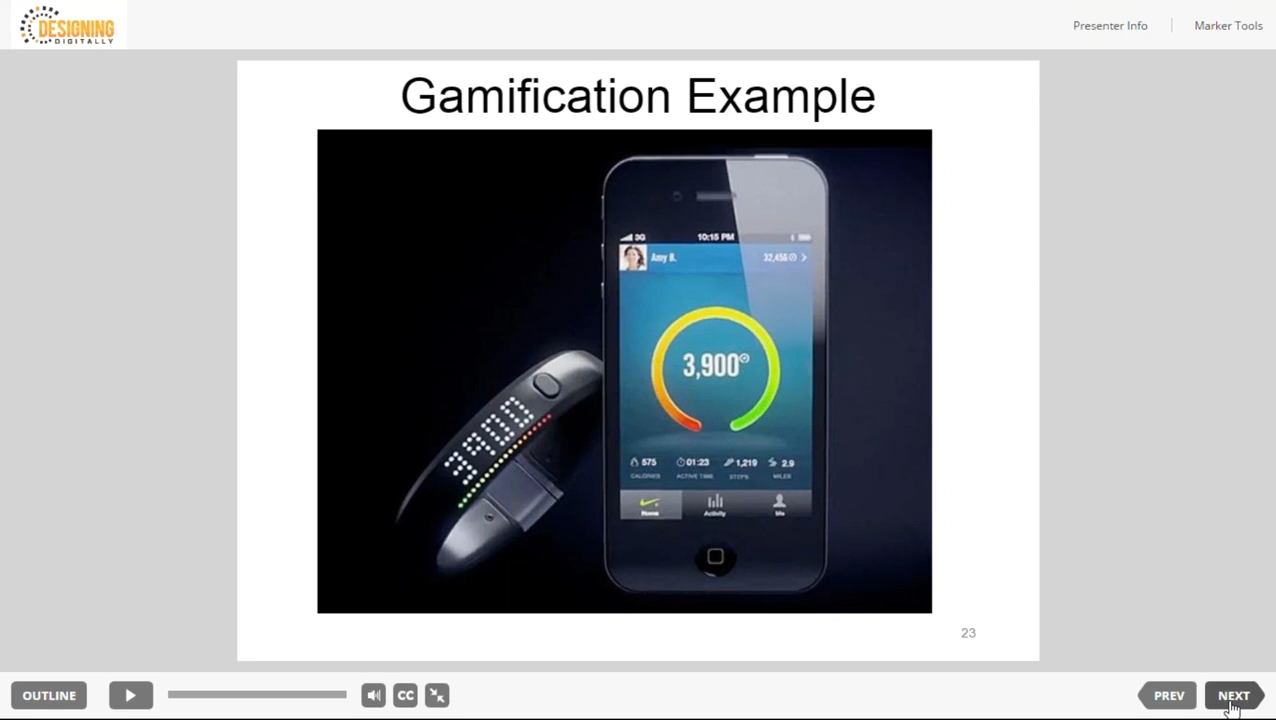 DESIGNING
DIGITALLY
Presenter Info
Marker Tools
Gamification Example
3G
10:15 PM
Amy B.
32,456
3,900
3900
575
01:23
1,219
2.9
CALORIES
ACTIVE TIME
STEPS
MILES
Home
Activity
Me
23
OUTLINE
CC
PREV
NEXT